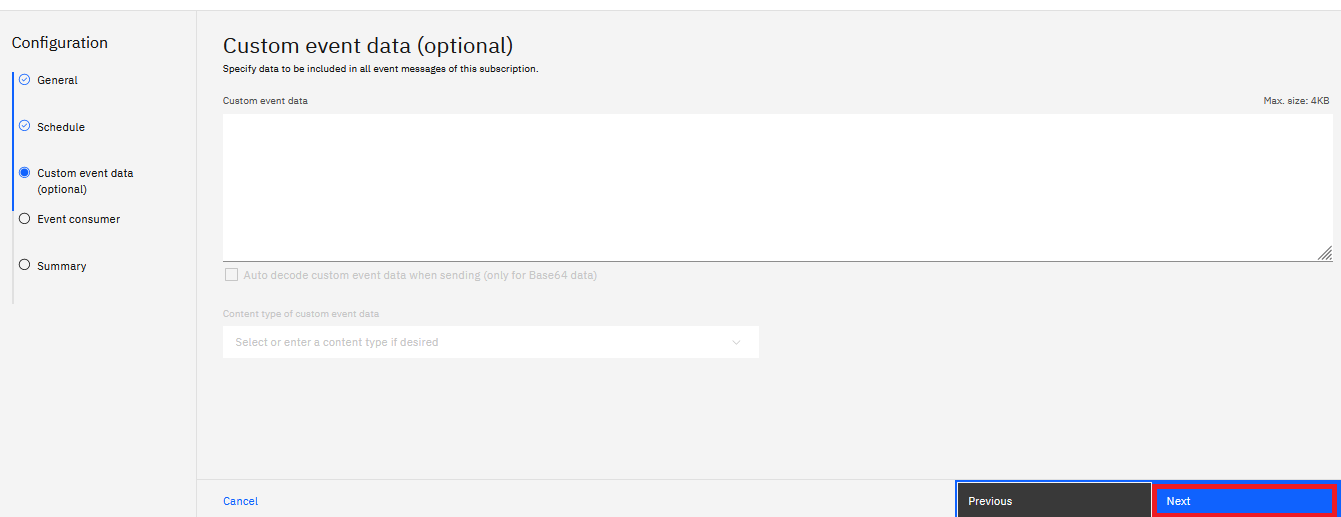 Configuration
General
Schedule
Custom event data
(optional)
Event consumer
Summary
Custom event data (optional)
Specify data to be included in all event messages of this subscription.
Custom event data
Max. size: 4KB
Auto decode custom event data when sending (only for Base64 data)
Content type of custom event data
Select or enter a content type if desired
Cancel
Previous
Next